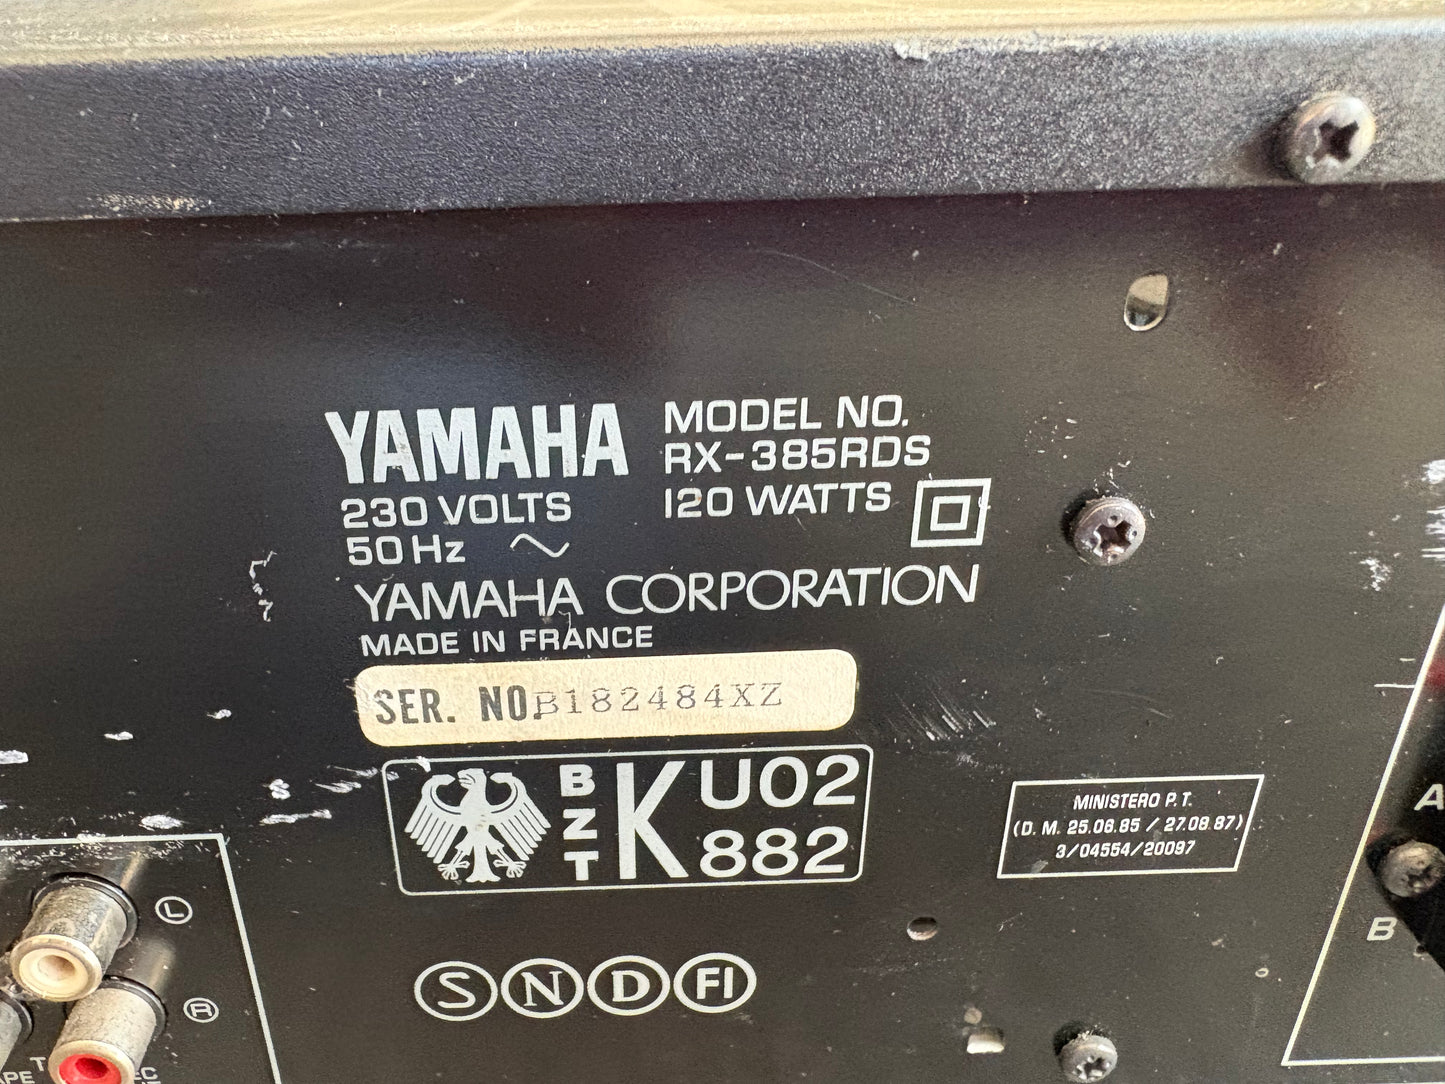 YAMAHA
MODEL NO.
RX-385RDS
230 VOLTS
120 WATTS
50 Hz
YAMAHA CORPORATION
MADE IN FRANCE
SER. NO. B182484XZ
BZT K U02
882
MINISTERO P.T.
(D. M. 25.06.85 / 27.08.87)
3/04554/20097
L
R
S N D FI
A
B